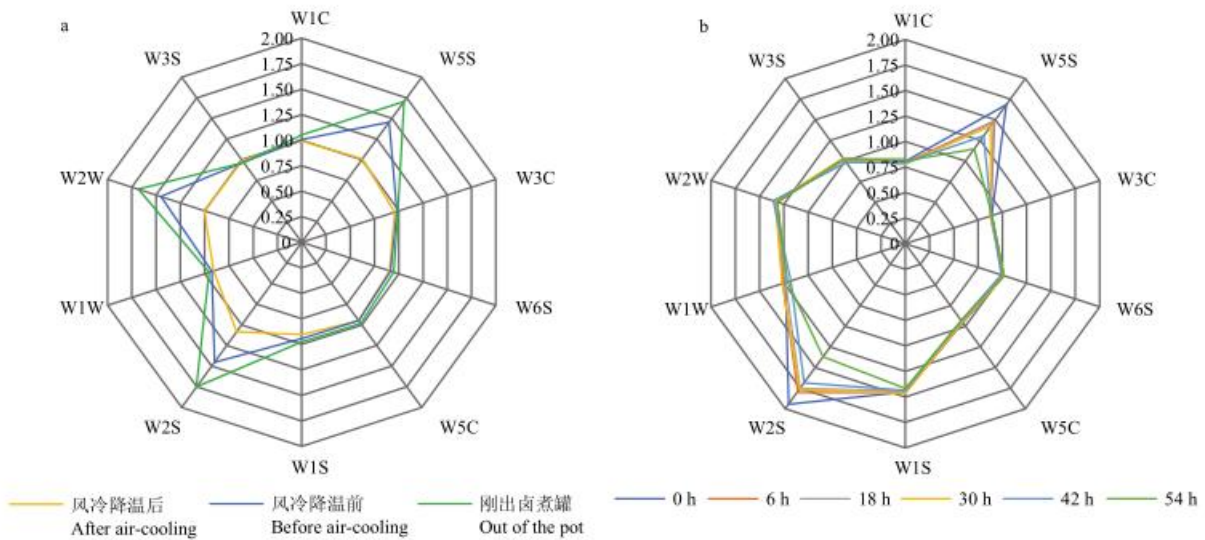 a
W1C
W5S
W3C
W6S
W5C
W1S
W2S
W1W
W2W
W3S
2.00
1.75
1.50
1.25
1.00
0.75
0.50
0.25
0
风冷降温后
After air-cooling
风冷降温前
Before air-cooling
刚出卤煮罐
Out of the pot
b
W1C
W5S
W3C
W6S
W5C
W1S
W2S
W1W
W2W
W3S
2.00
1.75
1.50
1.25
1.00
0.75
0.50
0.25
0
0 h
6 h
18 h
30 h
42 h
54 h